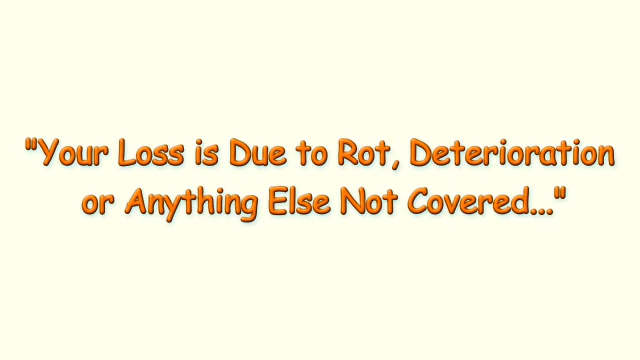 "Your Loss is Due to Rot, Deterioration
or Anything Else Not Covered..."